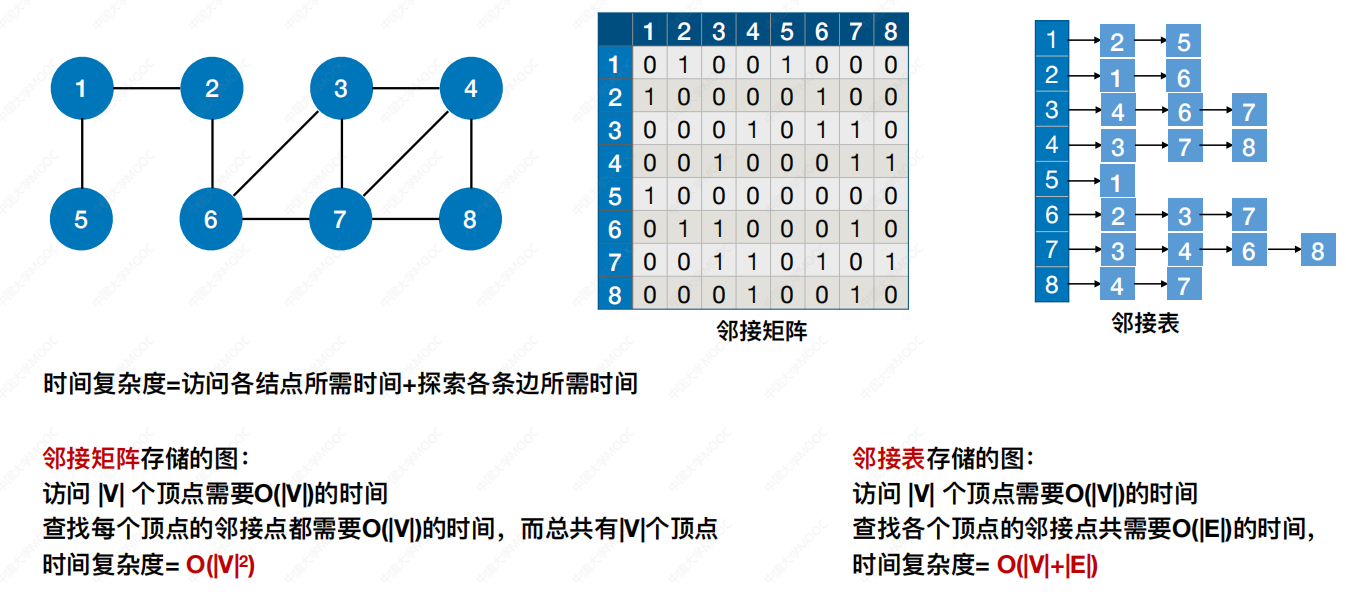 1 2 3 4
5 6 7 8
1 2 3 4 5 6 7 8
1 0 1 0 0 1 0 0 0
2 1 0 0 0 0 1 0 0
3 0 0 0 1 0 1 1 0
4 0 0 1 0 0 0 1 1
5 1 0 0 0 0 0 0 0
6 0 1 1 0 0 0 1 0
7 0 0 1 1 0 1 0 1
8 0 0 0 1 0 0 1 0
邻接矩阵
1 2 5
2 1 6
3 4 6 7
4 3 7 8
5 1
6 2 3 7
7 3 4 6 8
8 4 7
邻接表
时间复杂度=访问各结点所需时间+探索各条边所需时间
邻接矩阵存储的图：
访问 |V| 个顶点需要O(|V|)的时间
查找每个顶点的邻接点都需要O(|V|)的时间，而总共有|V|个顶点
时间复杂度= O(|V|²)
邻接表存储的图：
访问 |V| 个顶点需要O(|V|)的时间
查找各个顶点的邻接点共需要O(|E|)的时间，
时间复杂度= O(|V|+|E|)
中国大学MOOC